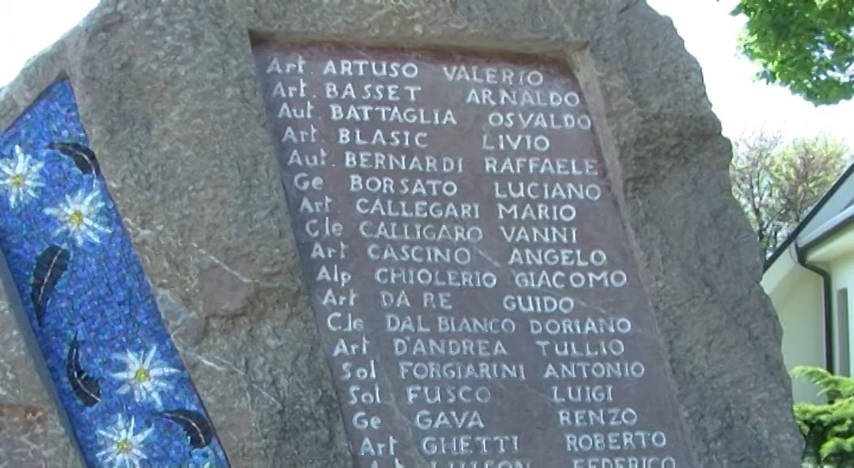 Art. ARTUSO VALERIO
Art. BASSET ARNALDO
Aut. BATTAGLIA OSVALDO
Art. BLASIC LIVIO
Aut. BERNARDI RAFFAELE
Ge BORSATO LUCIANO
Art. CALLEGARI MARIO
Cle CALLIGARO VANNI
Art CASCINO ANGELO
Alp CHIOLERIO GIACOMO
Art DA RE GUIDO
C.le DAL BIANCO DORIANO
Art. D'ANDREA TULLIO
Sol FORGIARINI ANTONIO
Sol FUSCO LUIGI
Ge GAVA RENZO
Art GHETTI ROBERTO
FEDERICO